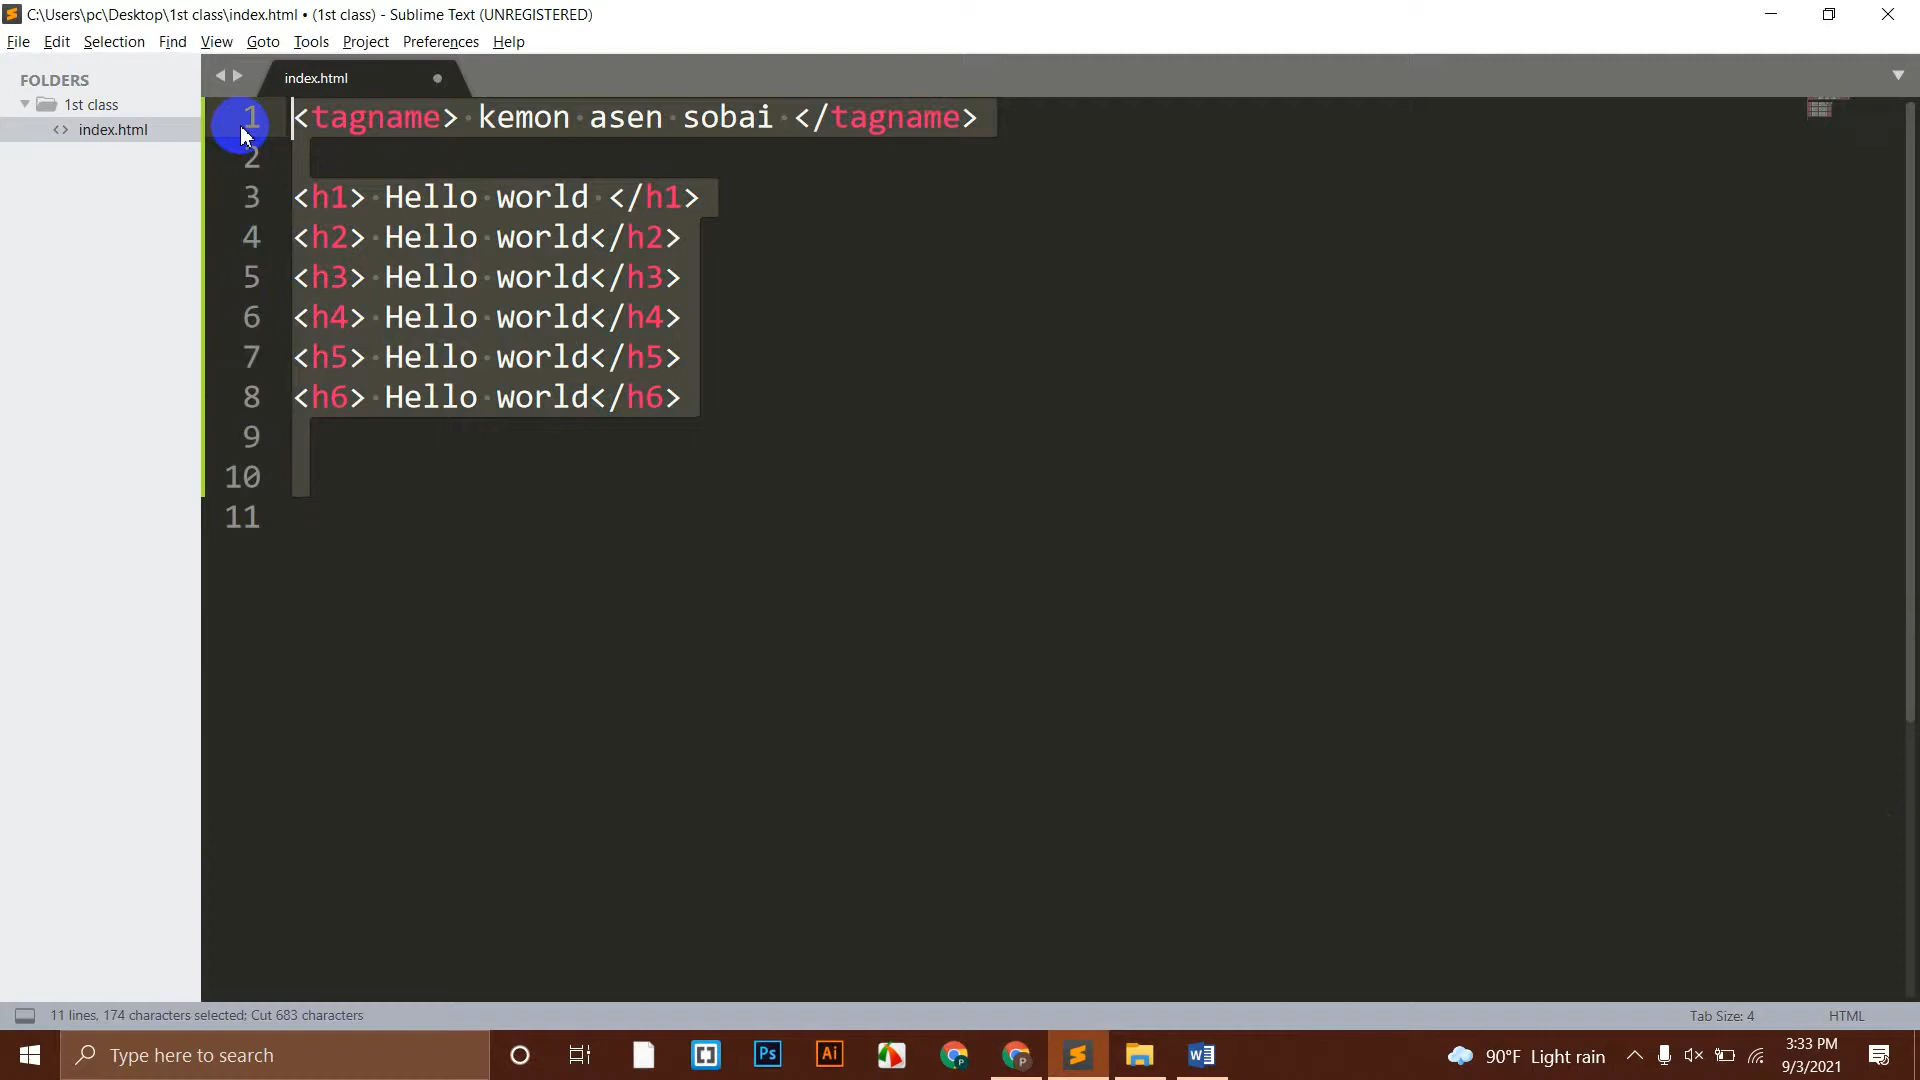 C:\Users\pc\Desktop\1st class\index.html • (1st class) - Sublime Text (UNREGISTERED)
File Edit Selection Find View Goto Tools Project Preferences Help
FOLDERS
1st class
index.html
index.html
1 <tagname> kemon asen sobai </tagname>
2
3 <h1> Hello world </h1>
4 <h2> Hello world</h2>
5 <h3> Hello world</h3>
6 <h4> Hello world</h4>
7 <h5> Hello world</h5>
8 <h6> Hello world</h6>
9
10
11
11 lines, 174 characters selected; Cut 683 characters
Tab Size: 4
HTML
Type here to search
Ps
Ai
90°F Light rain
3:33 PM
9/3/2021